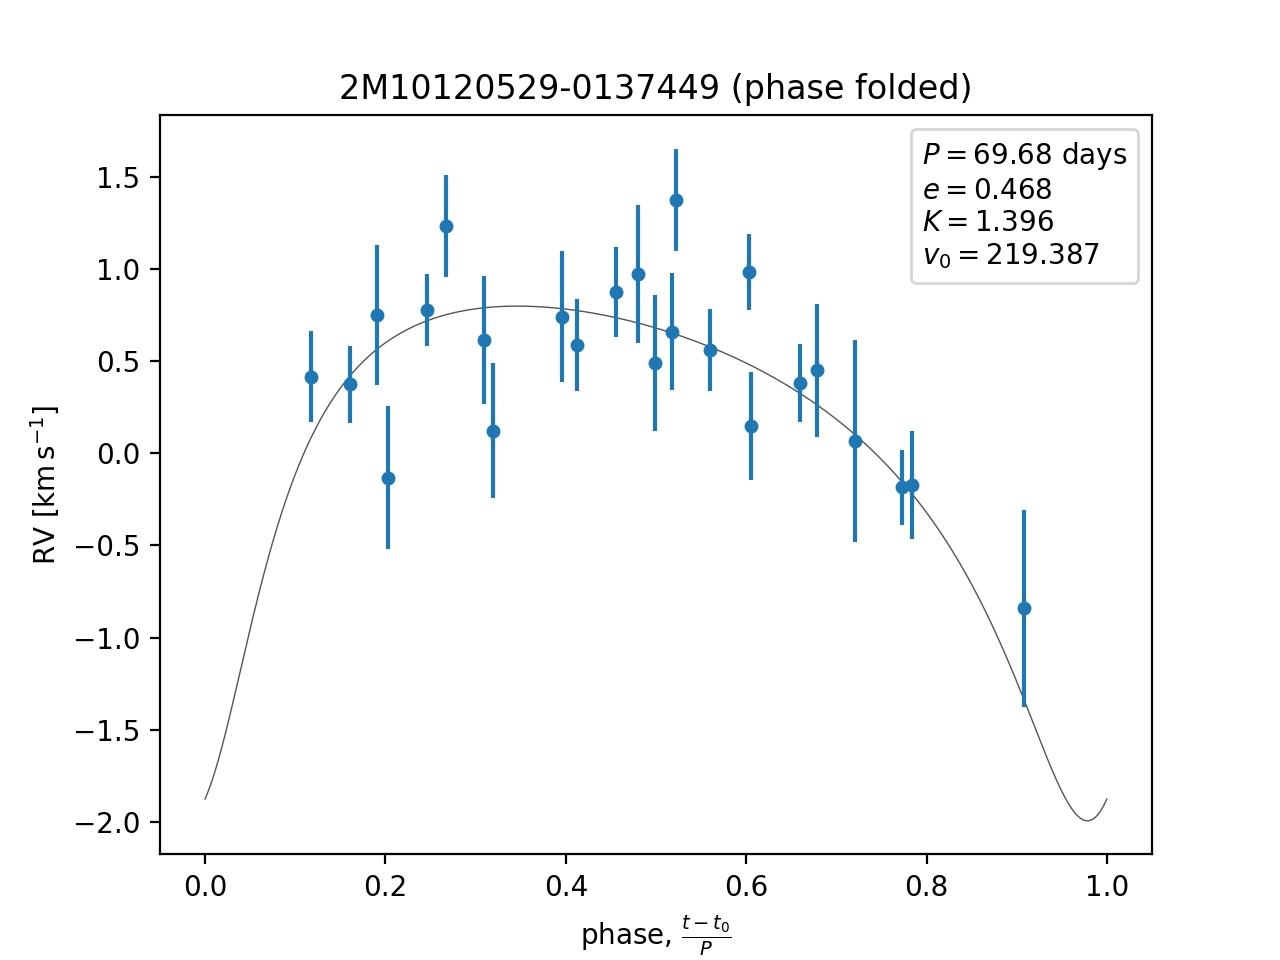 2M10120529-0137449 (phase folded)
P = 69.68 days
e = 0.468
K = 1.396
v₀ = 219.387
1.5
1.0
0.5
0.0
−0.5
−1.0
−1.5
−2.0
RV [km s⁻¹]
0.0 0.2 0.4 0.6 0.8 1.0
phase, (t − t₀)/P